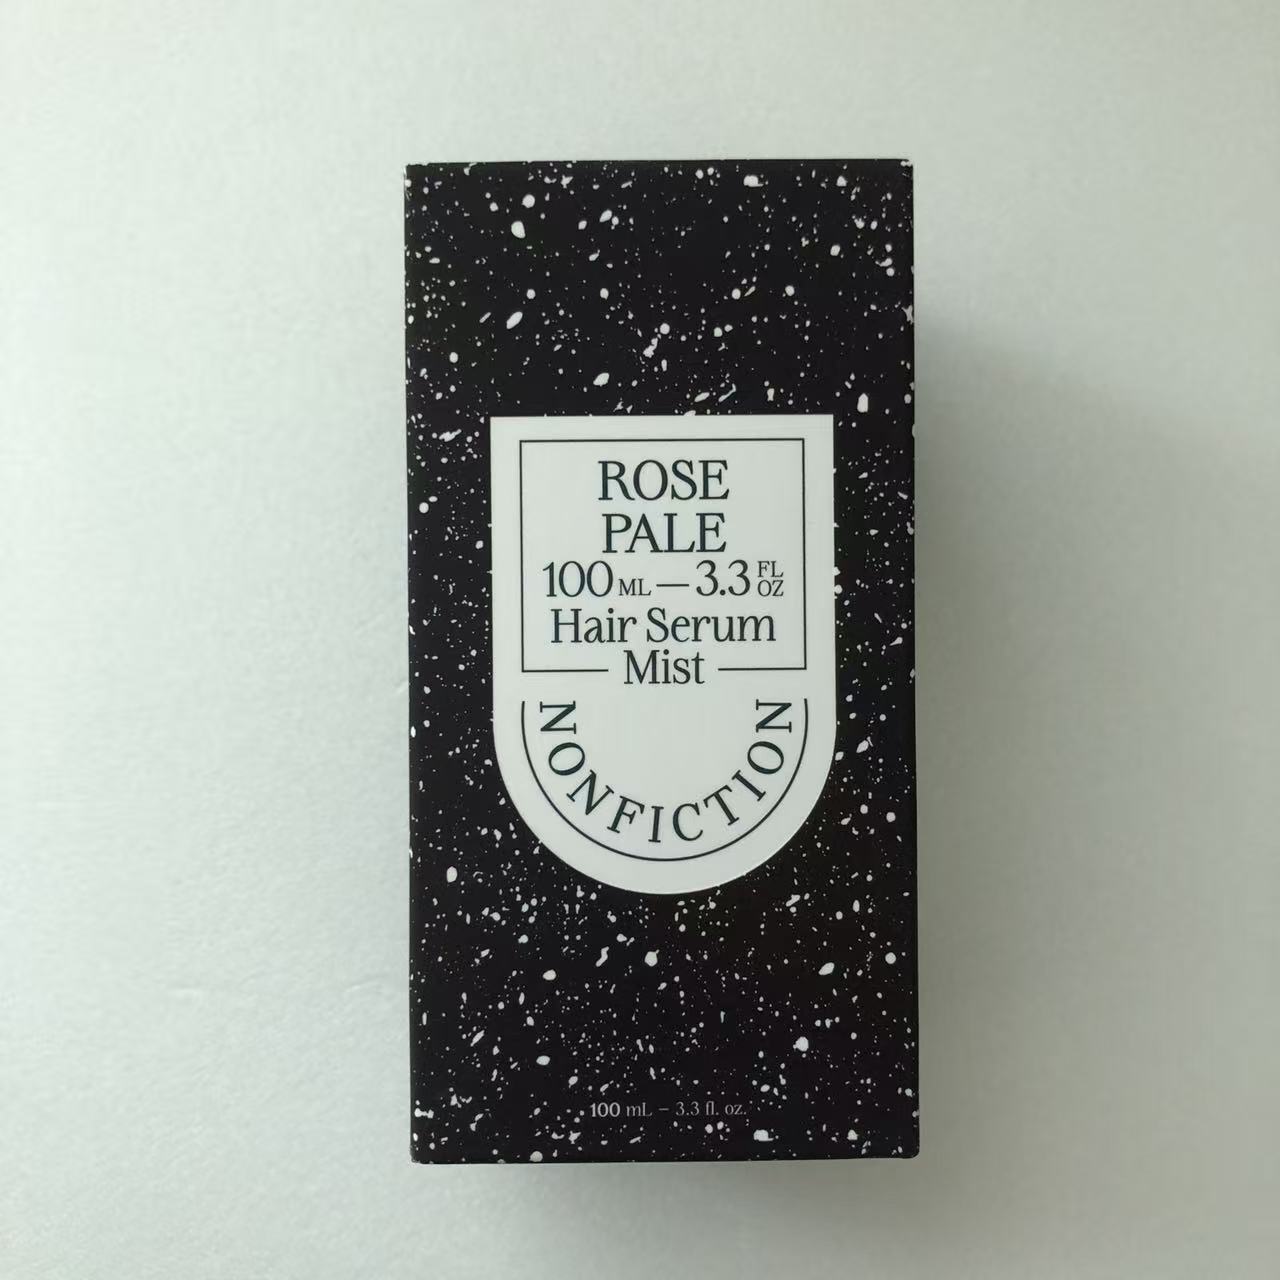 ROSE
PALE
100 ML — 3.3 FL OZ
Hair Serum
Mist
NONFICTION
100 mL – 3.3 fl. oz.